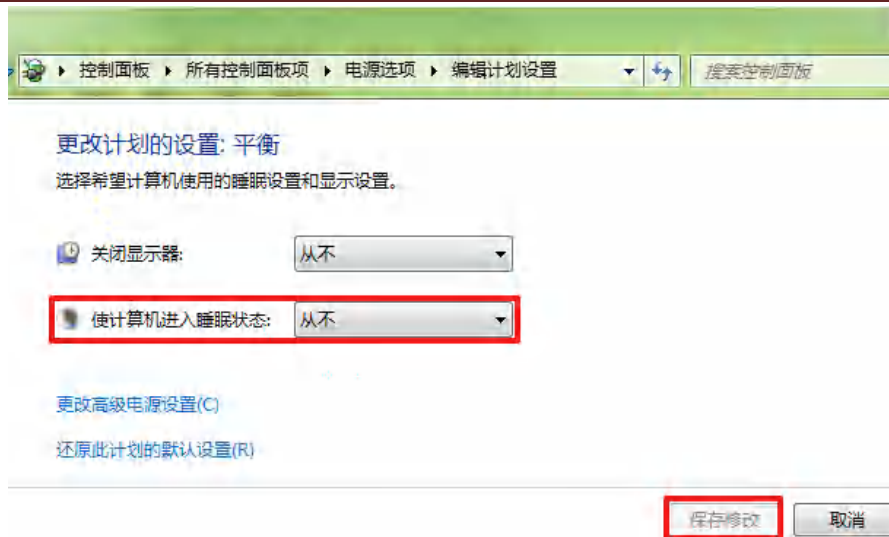 控制面板 ▸ 所有控制面板项 ▸ 电源选项 ▸ 编辑计划设置 搜索控制面板
更改计划的设置: 平衡
选择希望计算机使用的睡眠设置和显示设置。
关闭显示器: 从不
使计算机进入睡眠状态: 从不
更改高级电源设置(C)
还原此计划的默认设置(R)
保存修改 取消